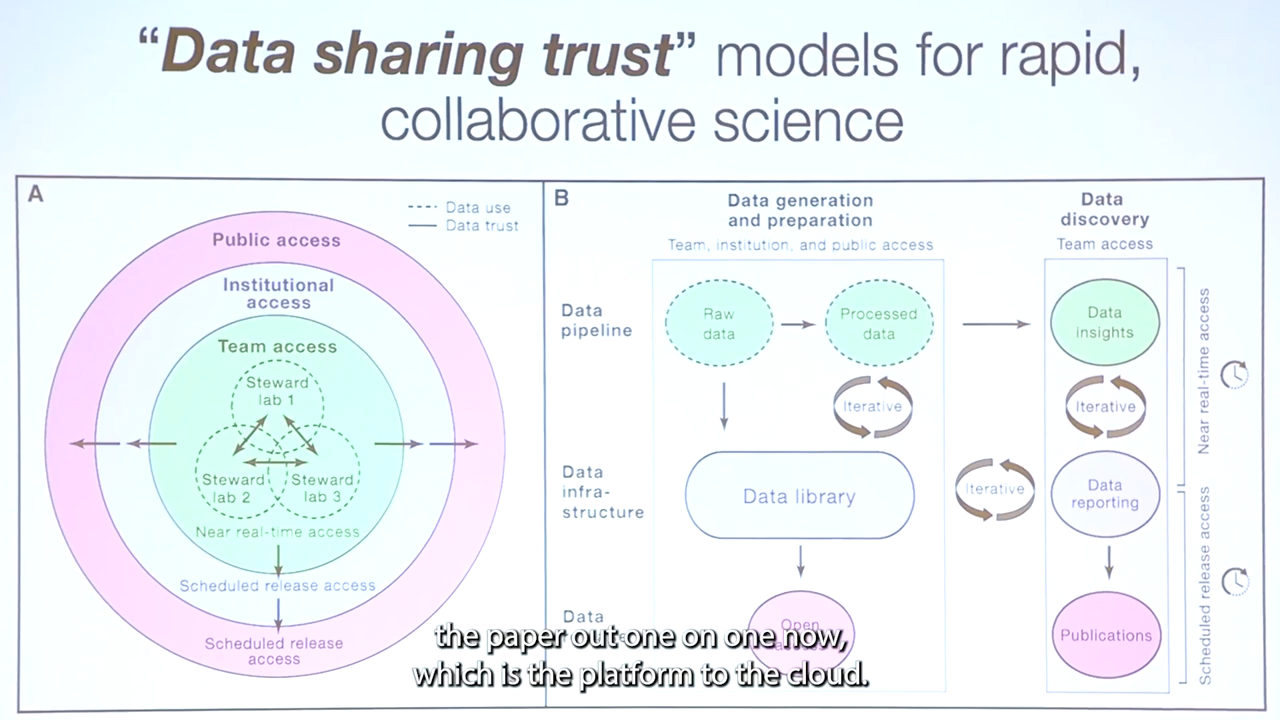 “Data sharing trust” models for rapid,
collaborative science
A
Data use
Data trust
Public access
Institutional
access
Team access
Steward
lab 1
Steward
lab 2
Steward
lab 3
Near real-time access
Scheduled release access
Scheduled release
access
B
Data generation
and preparation
Team, institution, and public access
Data
discovery
Team access
Data
pipeline
Raw
data
Processed
data
Data
insights
Iterative
Iterative
Data
infra-
structure
Data library
Iterative
Data
reporting
Data
Open
Publications
Near real-time access
Scheduled release access
the paper out one on one now,
which is the platform to the cloud.